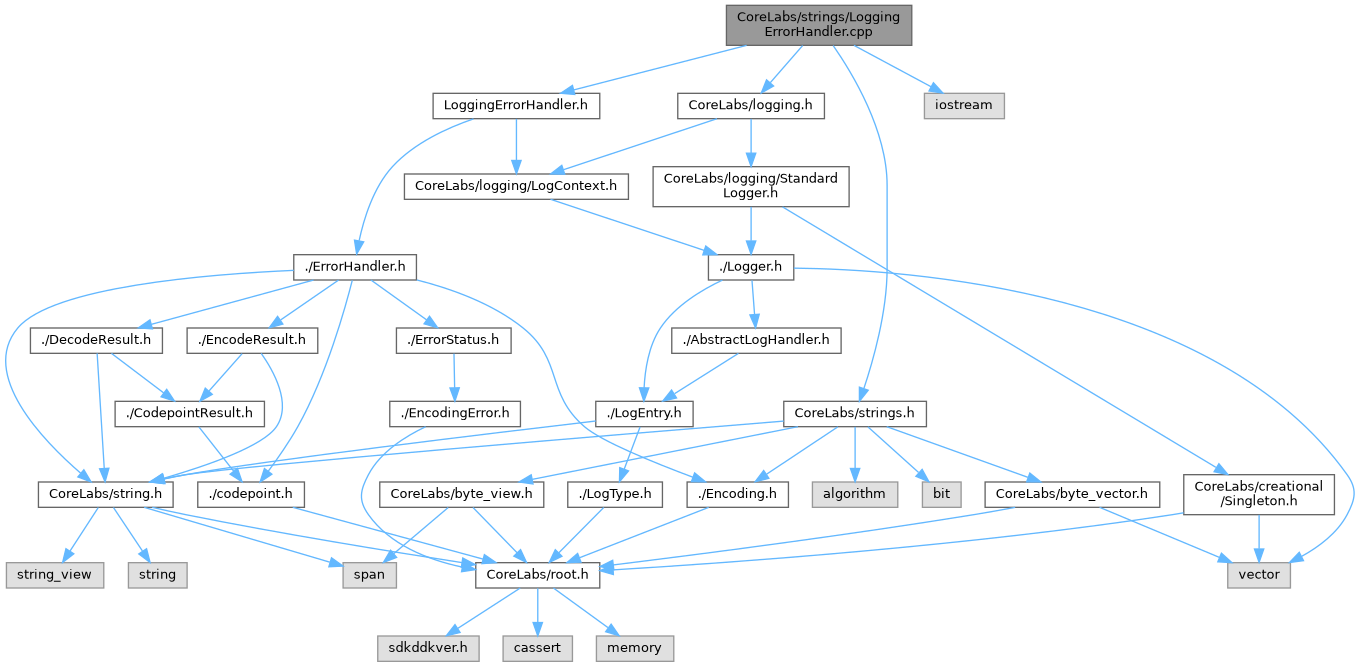 CoreLabs/strings/Logging
ErrorHandler.cpp
LoggingErrorHandler.h
CoreLabs/logging.h
iostream
CoreLabs/logging/LogContext.h
CoreLabs/logging/Standard
Logger.h
./ErrorHandler.h
./Logger.h
./DecodeResult.h
./EncodeResult.h
./ErrorStatus.h
./AbstractLogHandler.h
./CodepointResult.h
./EncodingError.h
./LogEntry.h
CoreLabs/strings.h
CoreLabs/string.h
./codepoint.h
CoreLabs/byte_view.h
./LogType.h
./Encoding.h
algorithm
bit
CoreLabs/byte_vector.h
CoreLabs/creational
/Singleton.h
string_view
string
span
CoreLabs/root.h
vector
sdkddkver.h
cassert
memory